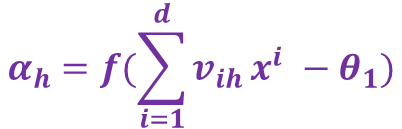 α_h = f(∑_{i=1}^{d} v_{ih} x^i − θ_1)